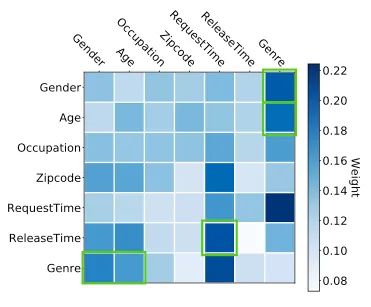 Gender
Age
Occupation
Zipcode
RequestTime
ReleaseTime
Genre
Gender
Age
Occupation
Zipcode
RequestTime
ReleaseTime
Genre
0.22
0.20
0.18
0.16
0.14
0.12
0.10
0.08
Weight